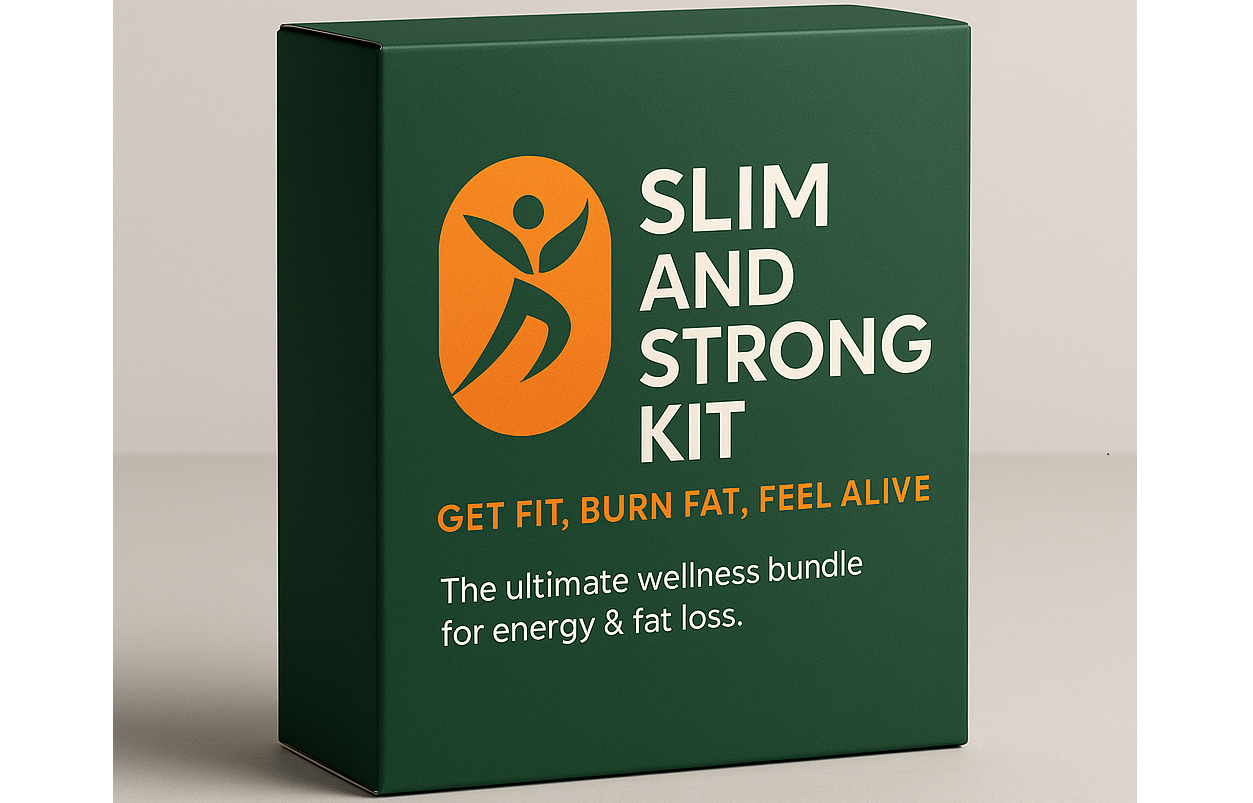 SLIM
AND
STRONG
KIT
GET FIT, BURN FAT, FEEL ALIVE
The ultimate wellness bundle
for energy & fat loss.